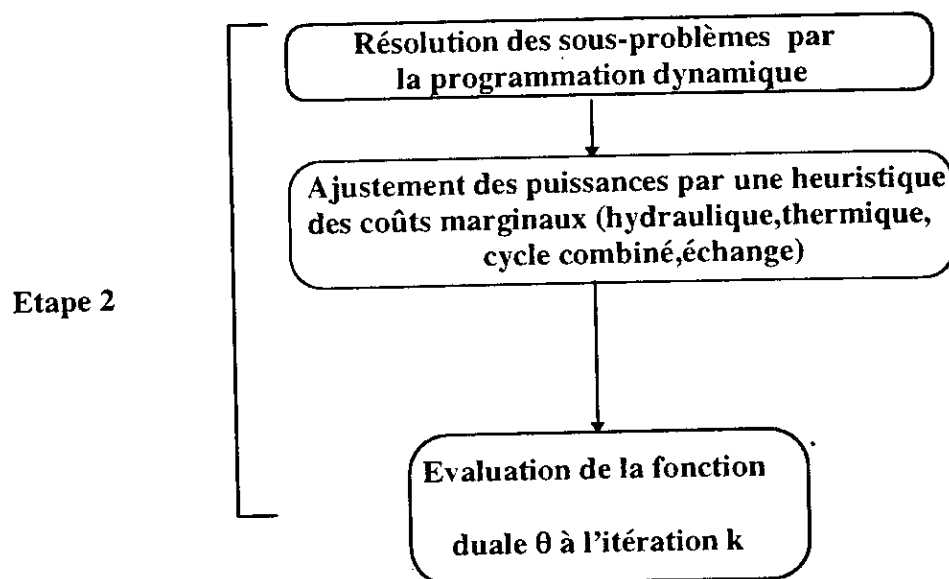 Résolution des sous-problèmes par
la programmation dynamique
Ajustement des puissances par une heuristique
des coûts marginaux (hydraulique,thermique,
cycle combiné,échange)
Etape 2
Evaluation de la fonction
duale θ à l'itération k